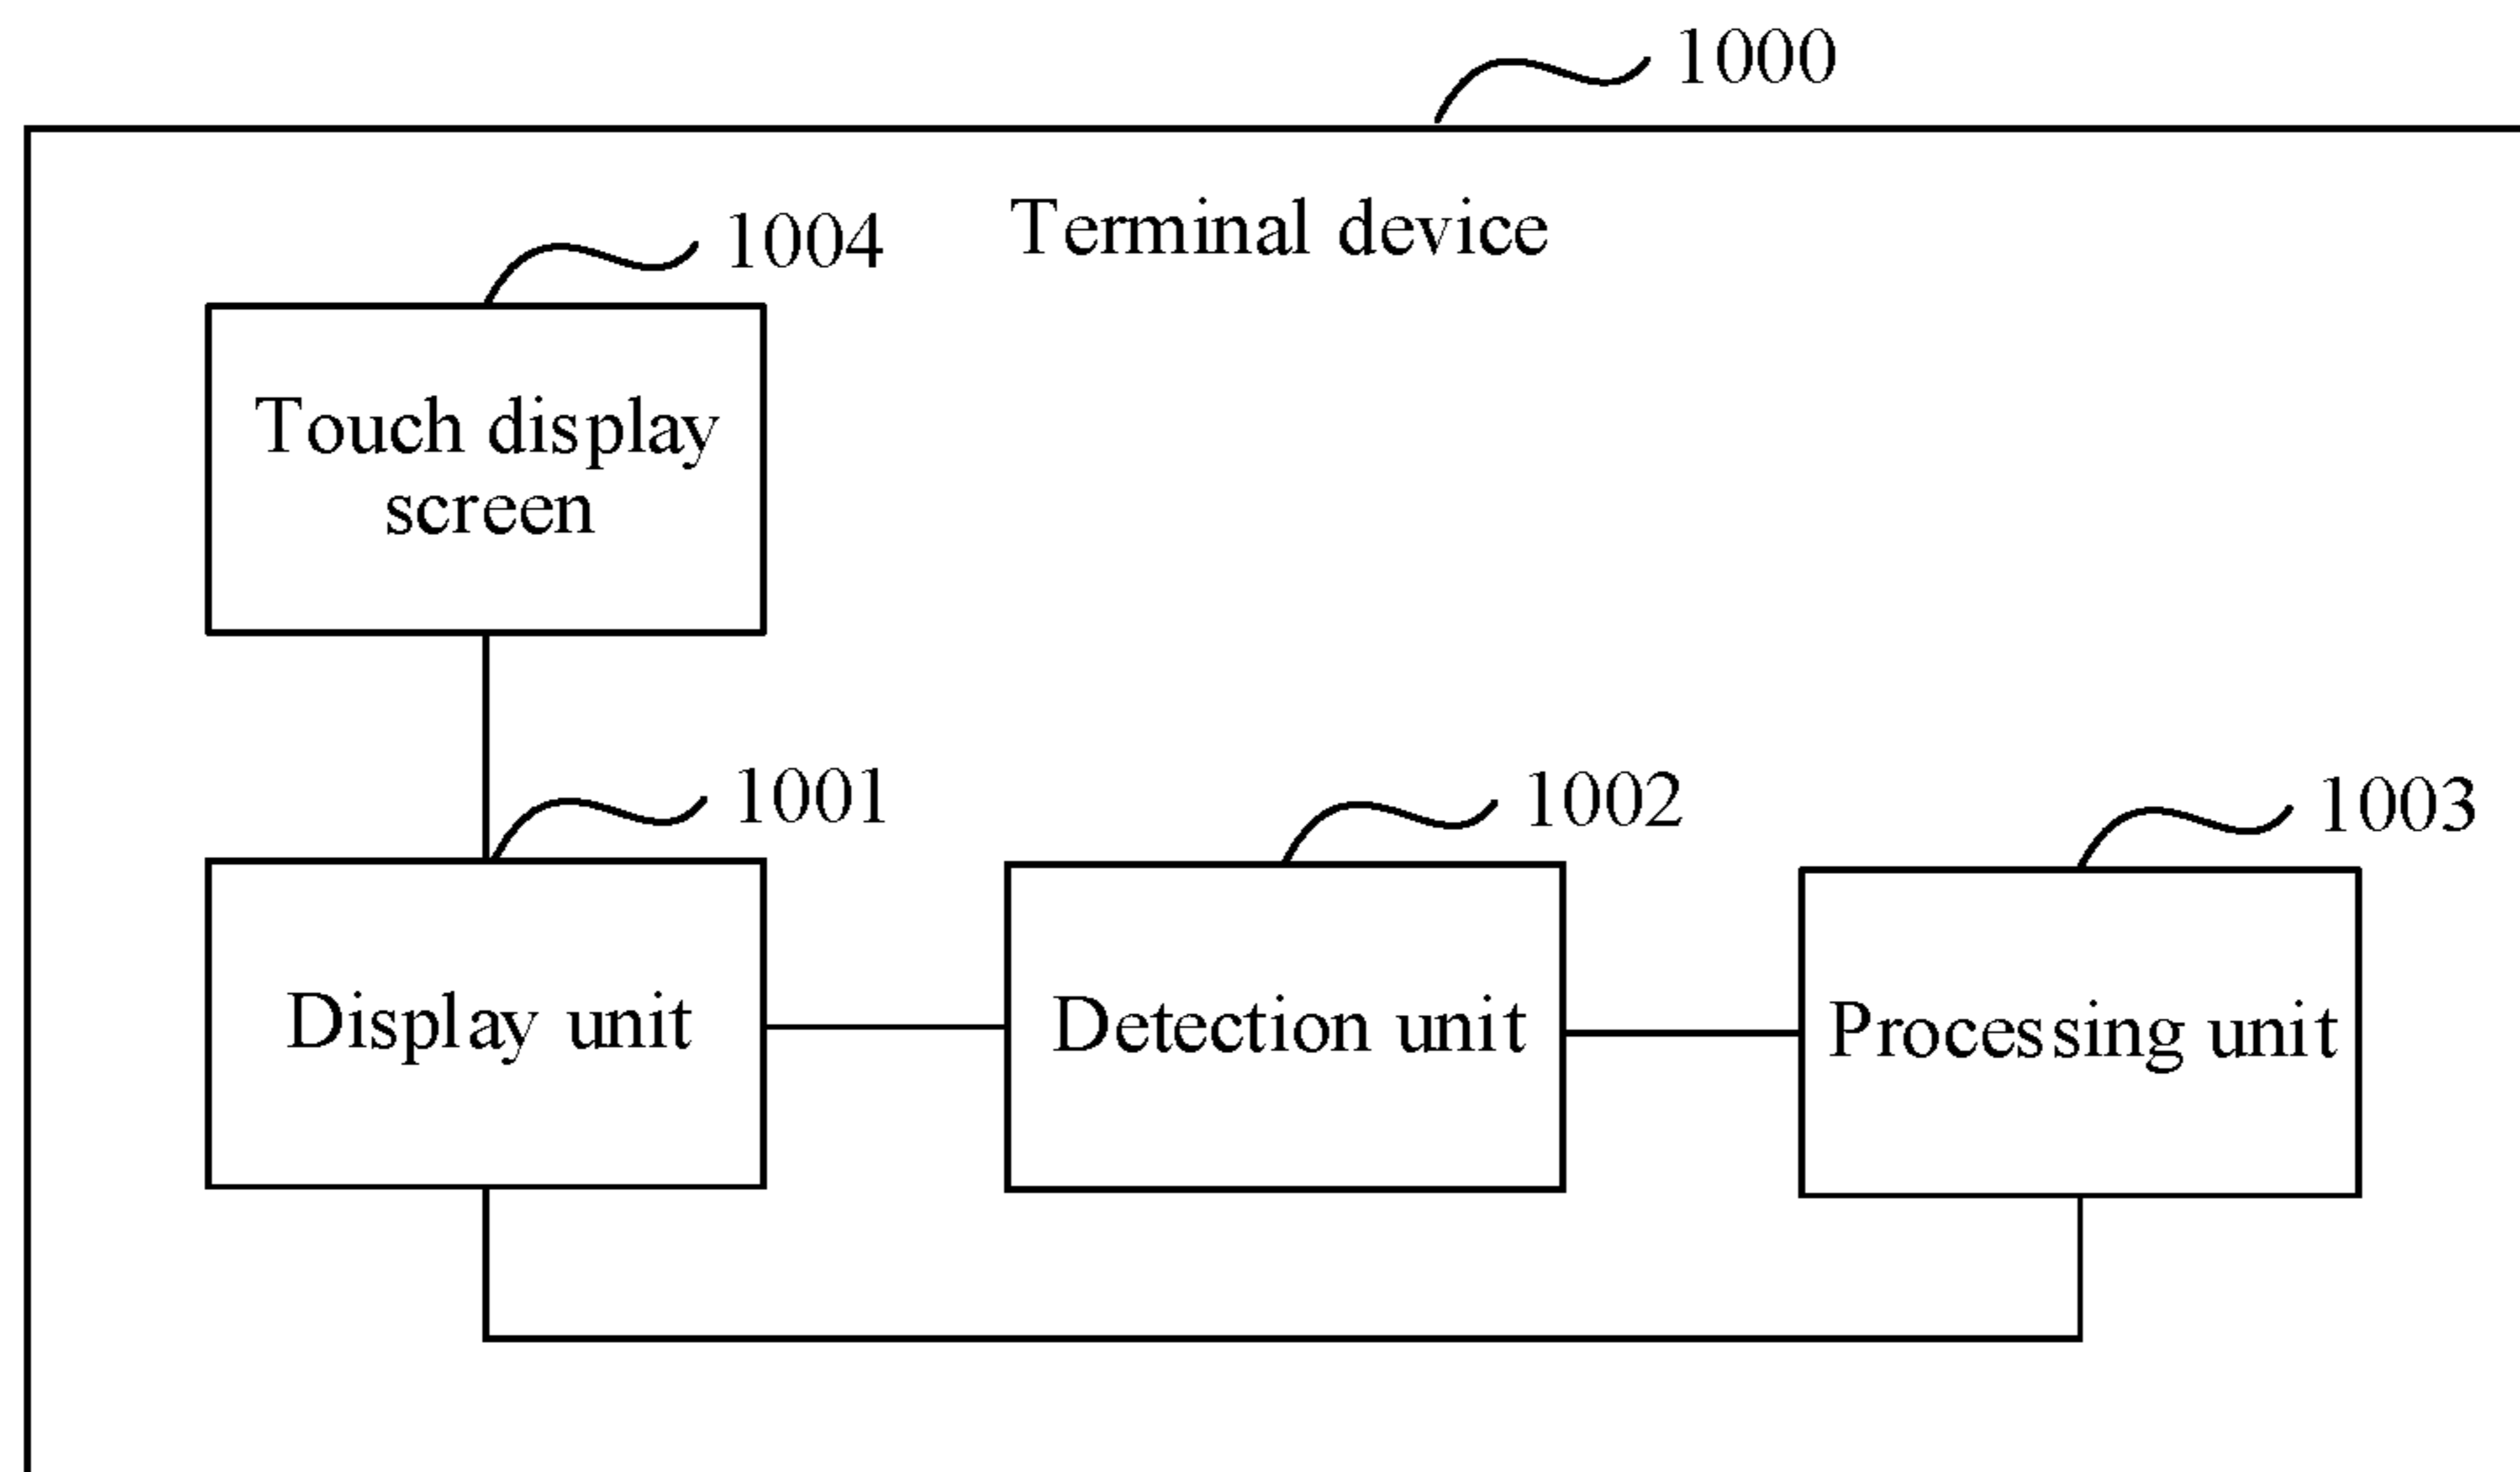 1000
Terminal device
1004
Touch display
screen
1001
1002
1003
Display unit
Detection unit
Processing unit